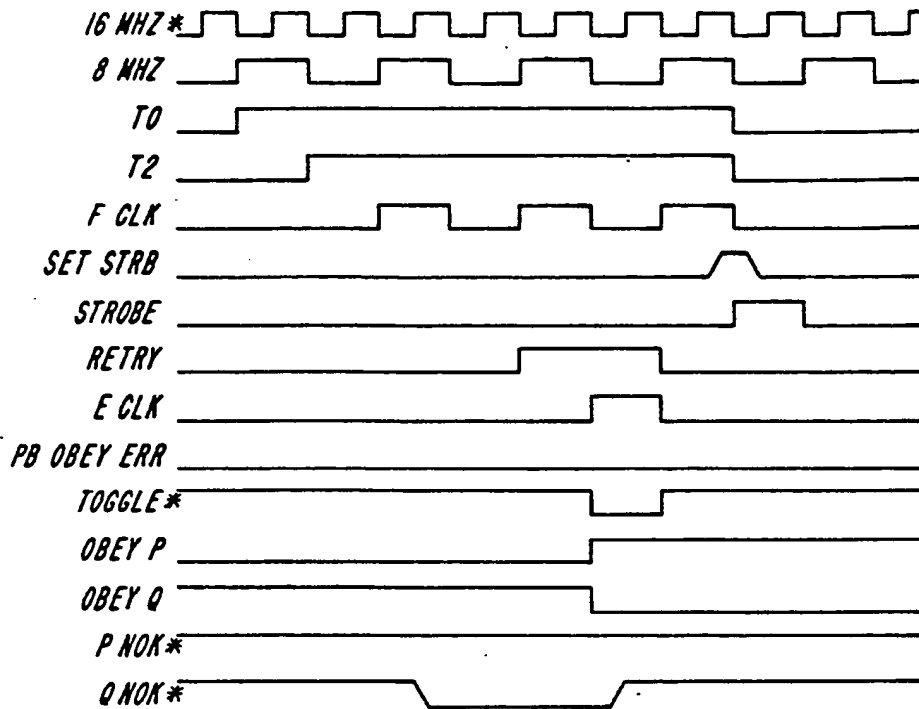 16 MHZ*
8 MHZ
T0
T2
F CLK
SET STRB
STROBE
RETRY
E CLK
PB OBEY ERR
TOGGLE*
OBEY P
OBEY Q
P NOK*
Q NOK*